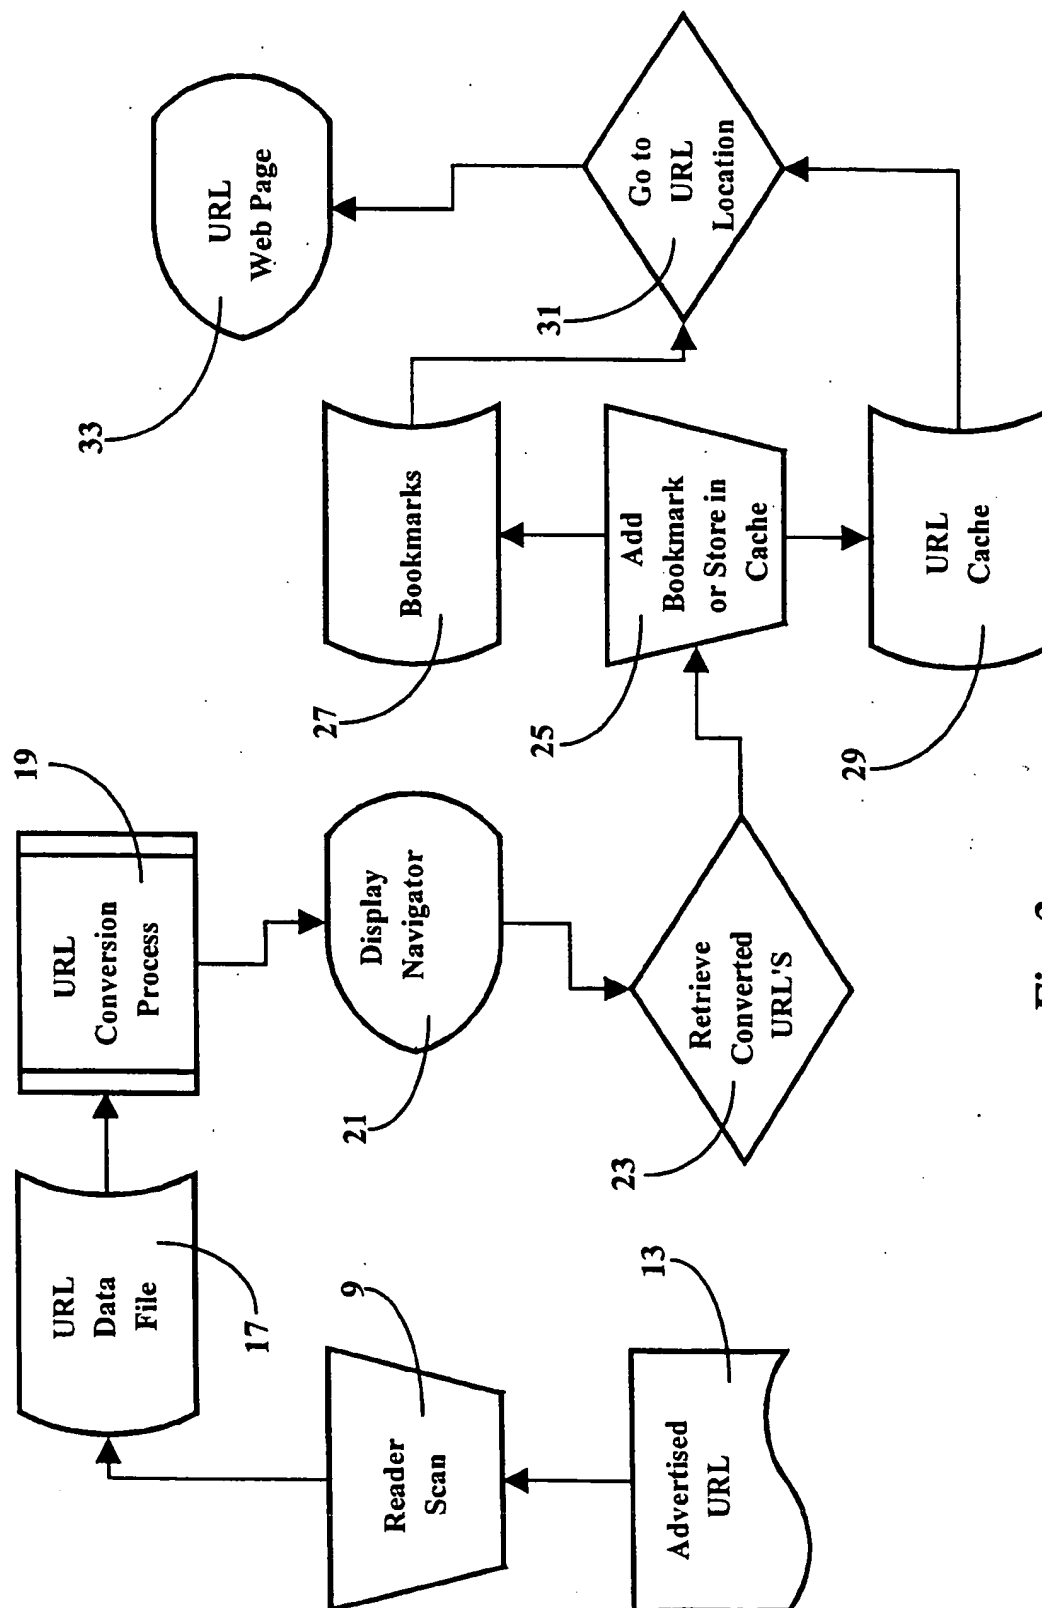 Advertised
URL
13
Reader
Scan
9
URL
Data
File
17
URL
Conversion
Process
19
Display
Navigator
21
Retrieve
Converted
URL'S
23
Add
Bookmark
or Store in
Cache
25
Bookmarks
27
URL
Cache
29
Go to
URL
Location
31
URL
Web Page
33